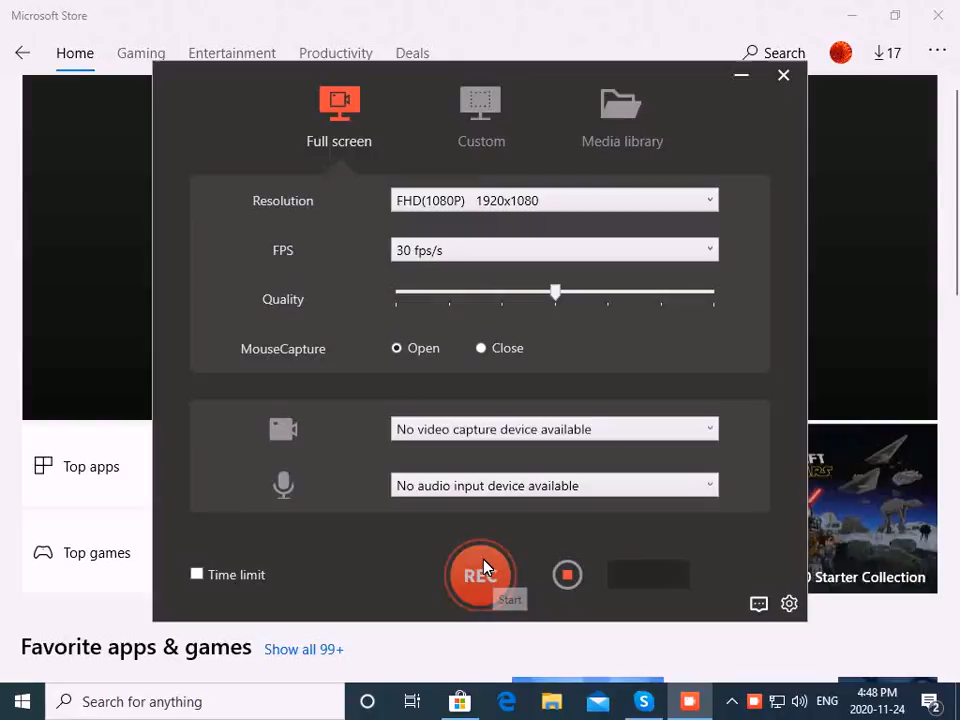 Microsoft Store
Home Gaming Entertainment Productivity Deals Search 17
Full screen Custom Media library
Resolution FHD(1080P) 1920x1080
FPS 30 fps/s
Quality
MouseCapture Open Close
No video capture device available
No audio input device available
Top apps
Top games
Time limit
REC
Start
Starter Collection
Favorite apps & games Show all 99+
Search for anything
ENG
4:48 PM
2020-11-24
2